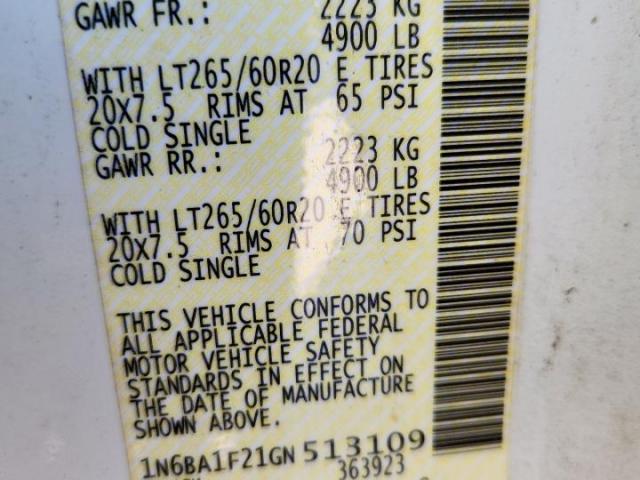 GAWR FR.: 2223 KG
4900 LB
WITH LT265/60R20 E TIRES
20X7.5 RIMS AT 65 PSI
COLD SINGLE
GAWR RR.: 2223 KG
4900 LB
WITH LT265/60R20 E TIRES
20X7.5 RIMS AT 70 PSI
COLD SINGLE
THIS VEHICLE CONFORMS TO
ALL APPLICABLE FEDERAL
MOTOR VEHICLE SAFETY
STANDARDS IN EFFECT ON
THE DATE OF MANUFACTURE
SHOWN ABOVE.
1N6BA1F21GN513109
363923